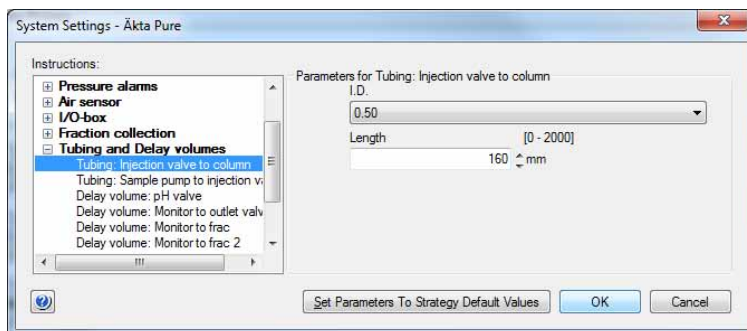 System Settings - Äkta Pure
Instructions:
Pressure alarms
Air sensor
I/O-box
Fraction collection
Tubing and Delay volumes
Tubing: Injection valve to column
Tubing: Sample pump to injection va
Delay volume: pH valve
Delay volume: Monitor to outlet valv
Delay volume: Monitor to frac
Delay volume: Monitor to frac 2
Parameters for Tubing: Injection valve to column
I.D.
0.50
Length [0 - 2000]
160 mm
Set Parameters To Strategy Default Values OK Cancel